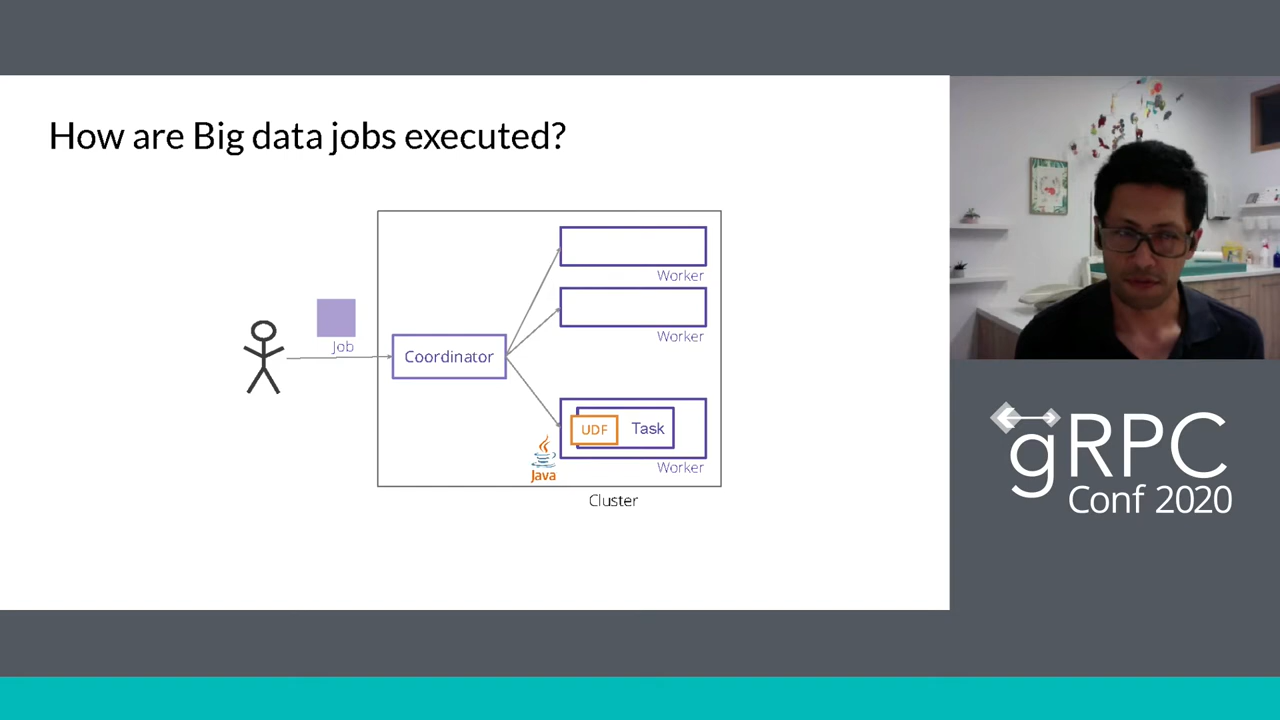 How are Big data jobs executed?
Worker
Job
Worker
Coordinator
UDF
Task
Java
Worker
Cluster
gRPC
Conf 2020